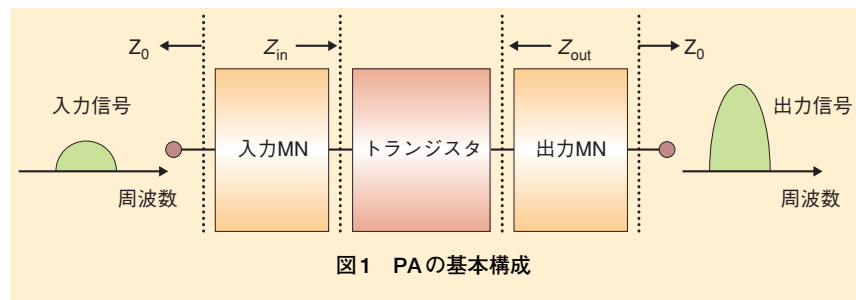 Z0
Zin
Zout
Z0
入力信号
出力信号
入力MN
トランジスタ
出力MN
周波数
周波数
図1 PAの基本構成